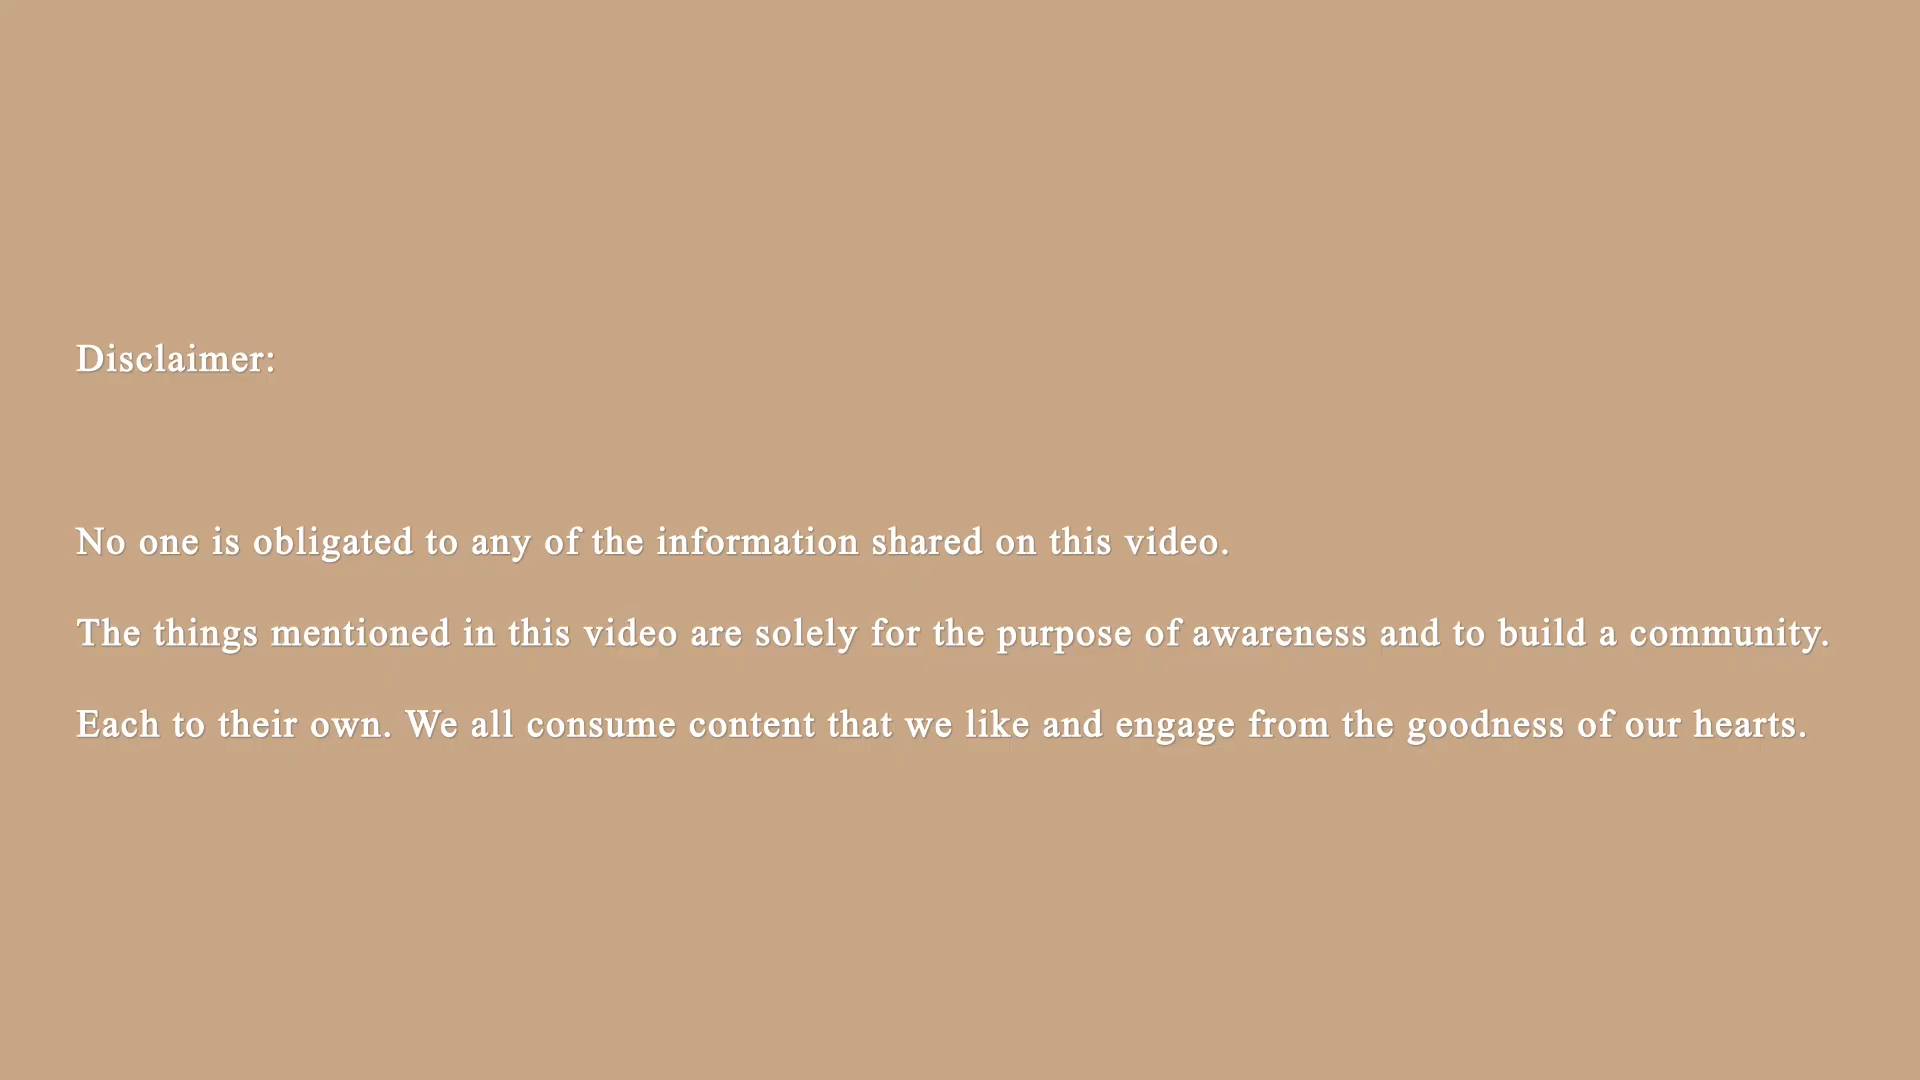 Disclaimer:
No one is obligated to any of the information shared on this video.
The things mentioned in this video are solely for the purpose of awareness and to build a community.
Each to their own. We all consume content that we like and engage from the goodness of our hearts.